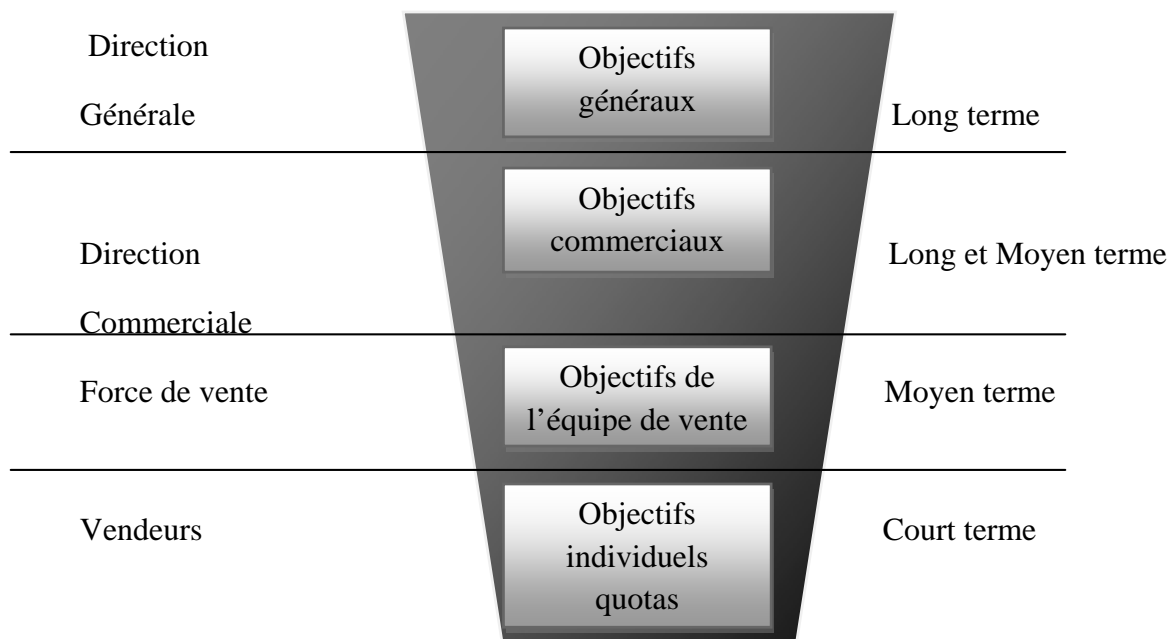 Direction
Générale
Objectifs
généraux
Long terme
Direction
Commerciale
Objectifs
commerciaux
Long et Moyen terme
Force de vente
Objectifs de
l’équipe de vente
Moyen terme
Vendeurs
Objectifs
individuels
quotas
Court terme